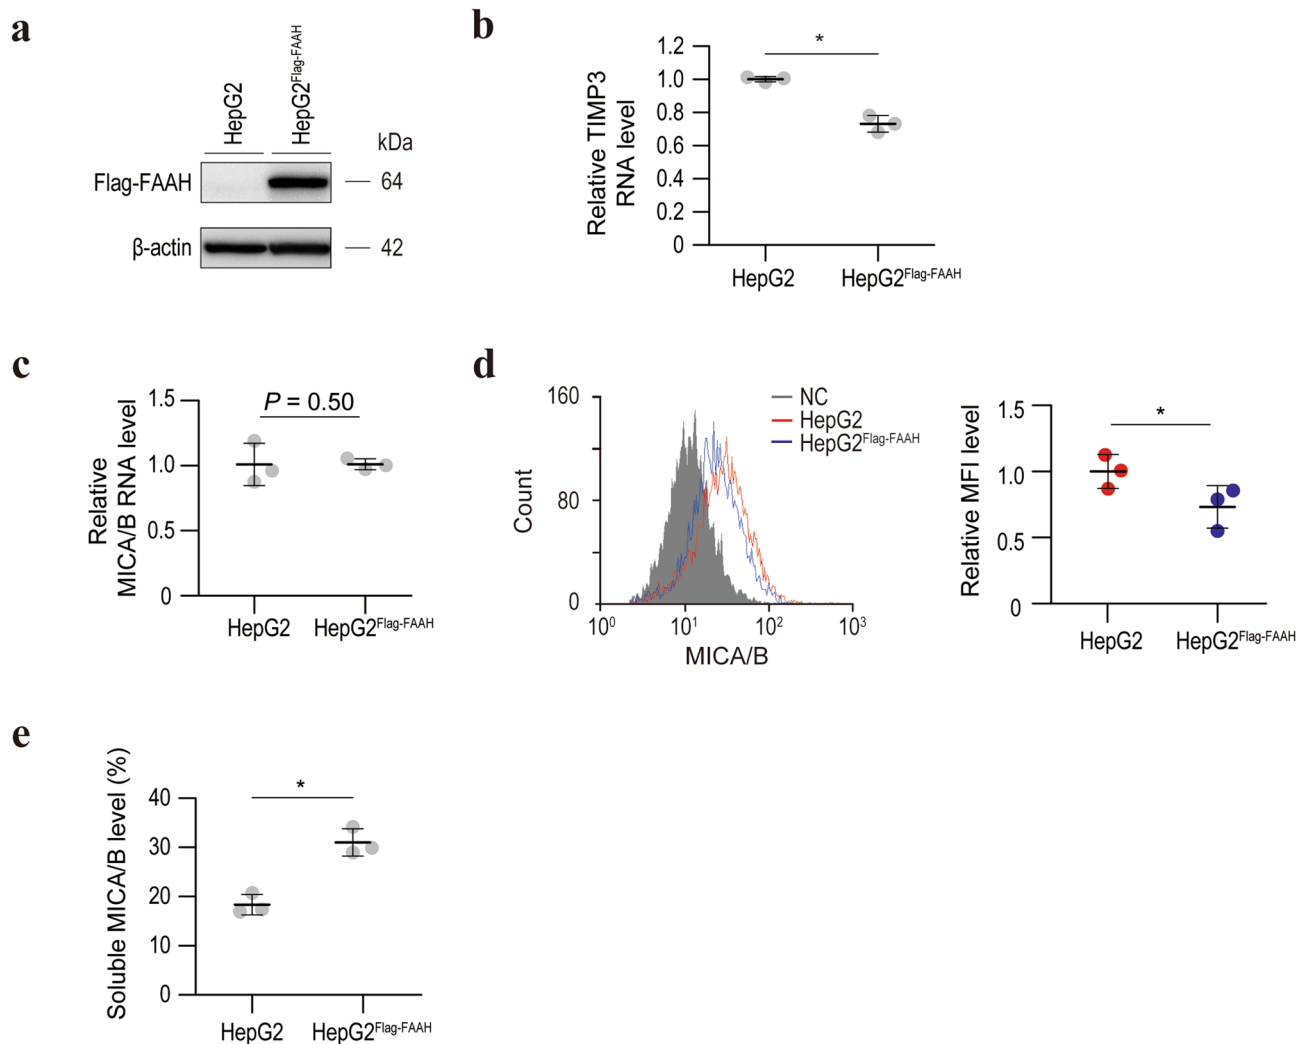 a
HepG2
HepG2Flag-FAAH
kDa
Flag-FAAH
64
β-actin
42
b
*
1.2
1.0
0.8
0.6
0.4
0.2
0
Relative TIMP3
RNA level
HepG2
HepG2Flag-FAAH
c
P = 0.50
1.5
1.0
0.5
0
Relative
MICA/B RNA level
HepG2
HepG2Flag-FAAH
d
160
80
0
Count
NC
HepG2
HepG2Flag-FAAH
10⁰
10¹
10²
10³
MICA/B
*
1.5
1.0
0.5
0
Relative MFI level
HepG2
HepG2Flag-FAAH
e
*
40
30
20
10
0
Soluble MICA/B level (%)
HepG2
HepG2Flag-FAAH